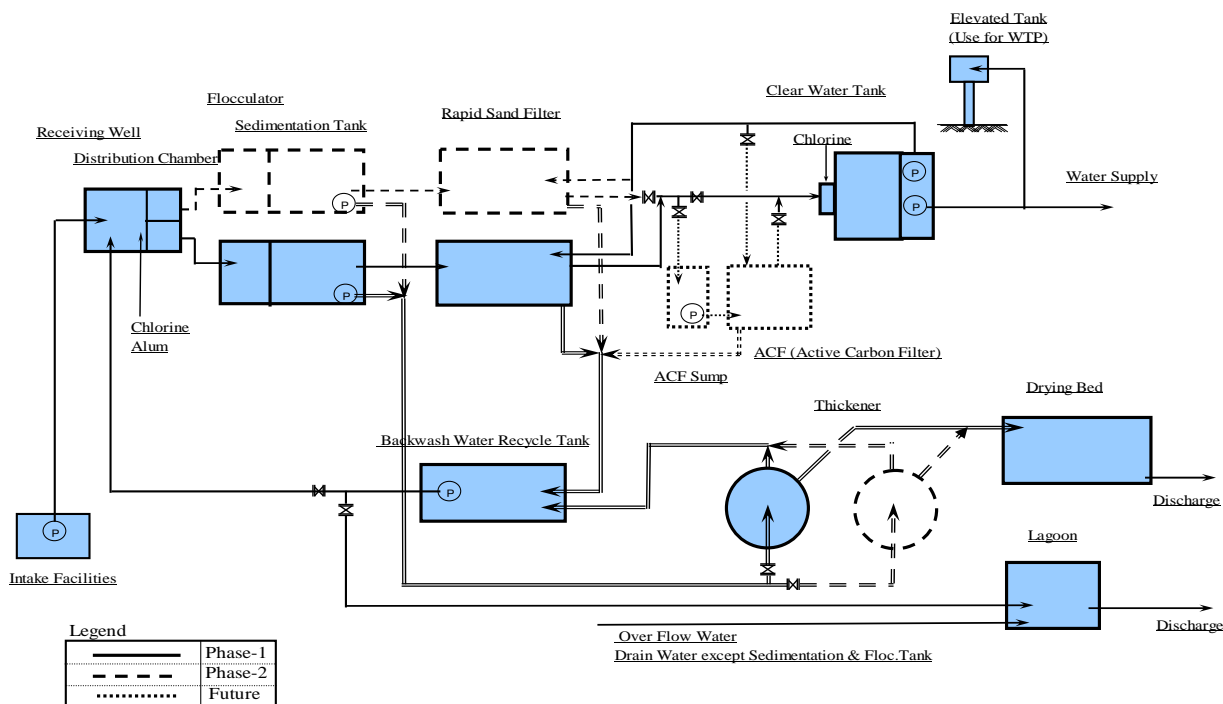 Elevated Tank
(Use for WTP)
Flocculator
Clear Water Tank
Receiving Well
Sedimentation Tank
Rapid Sand Filter
Distribution Chamber
Chlorine
Water Supply
P
P
P
P
P
P
Chlorine
Alum
ACF (Active Carbon Filter)
ACF Sump
Drying Bed
Thickener
Backwash Water Recycle Tank
P
Discharge
P
Lagoon
Intake Facilities
Discharge
Over Flow Water
Drain Water except Sedimentation & Floc.Tank
Legend
Phase-1
Phase-2
Future